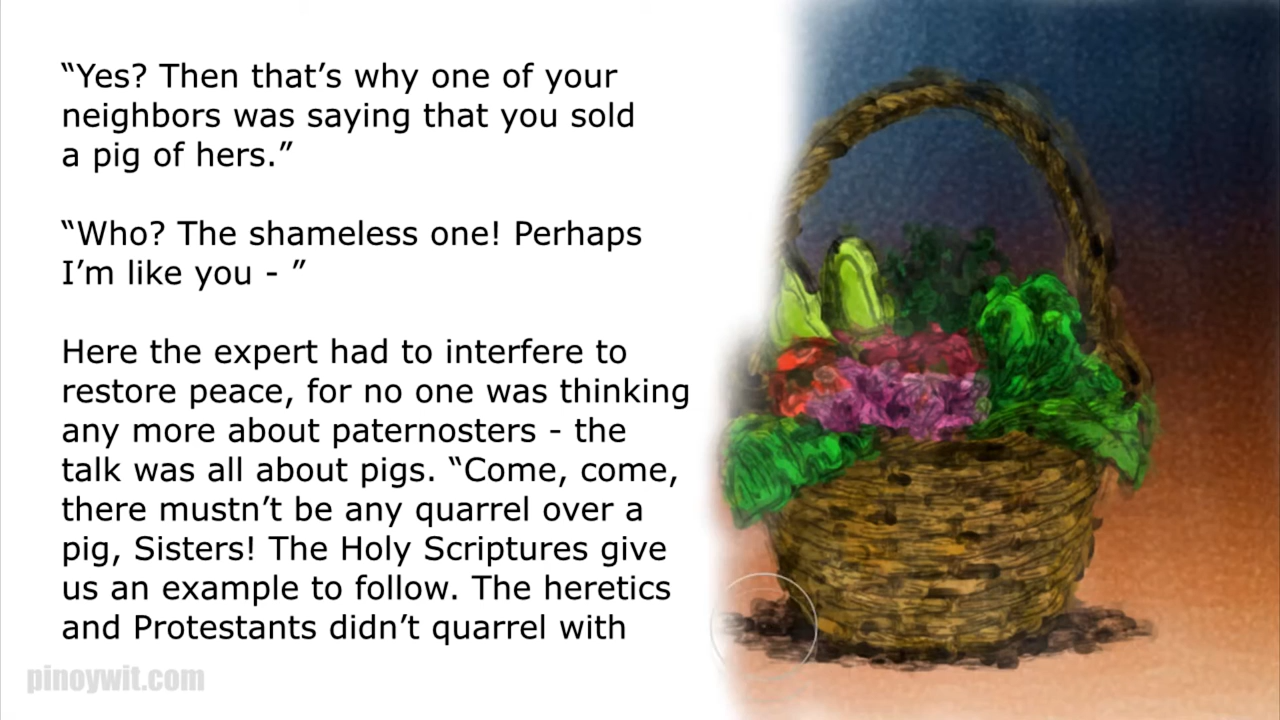 “Yes? Then that’s why one of your
neighbors was saying that you sold
a pig of hers.”
“Who? The shameless one! Perhaps
I’m like you - ”
Here the expert had to interfere to
restore peace, for no one was thinking
any more about paternosters - the
talk was all about pigs. “Come, come,
there mustn’t be any quarrel over a
pig, Sisters! The Holy Scriptures give
us an example to follow. The heretics
and Protestants didn’t quarrel with
pinoywit.com